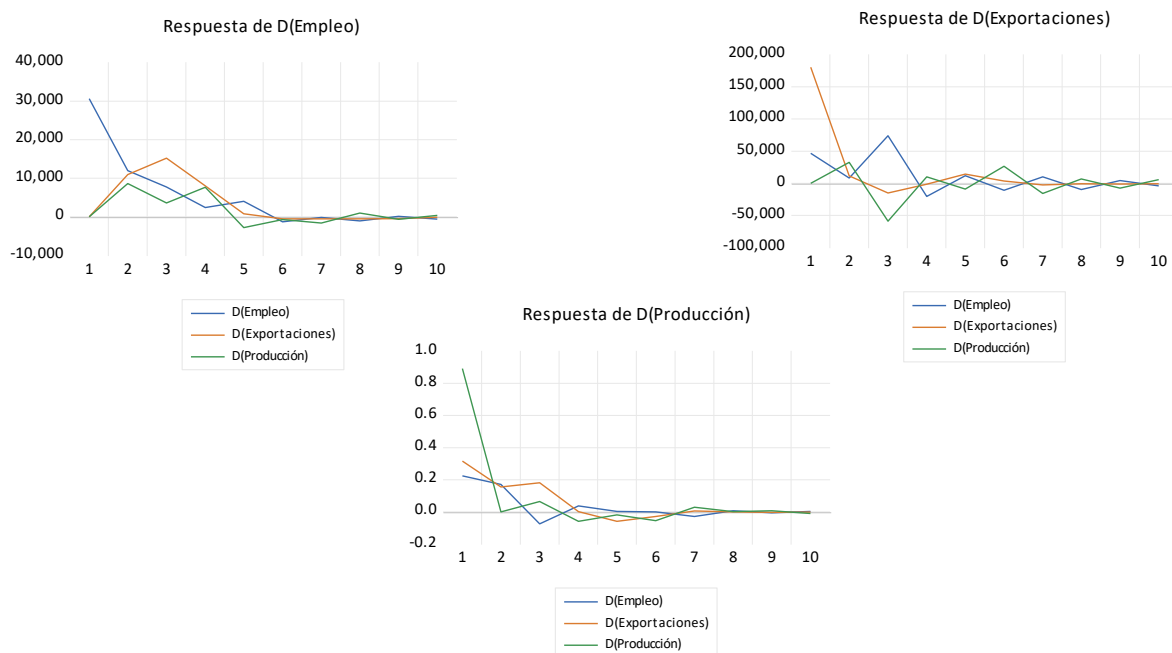 Respuesta de D(Empleo)
40,000
30,000
20,000
10,000
0
-10,000
1 2 3 4 5 6 7 8 9 10
D(Empleo)
D(Exportaciones)
D(Producción)
Respuesta de D(Exportaciones)
200,000
150,000
100,000
50,000
0
-50,000
-100,000
1 2 3 4 5 6 7 8 9 10
D(Empleo)
D(Exportaciones)
D(Producción)
Respuesta de D(Producción)
1.0
0.8
0.6
0.4
0.2
0.0
-0.2
1 2 3 4 5 6 7 8 9 10
D(Empleo)
D(Exportaciones)
D(Producción)